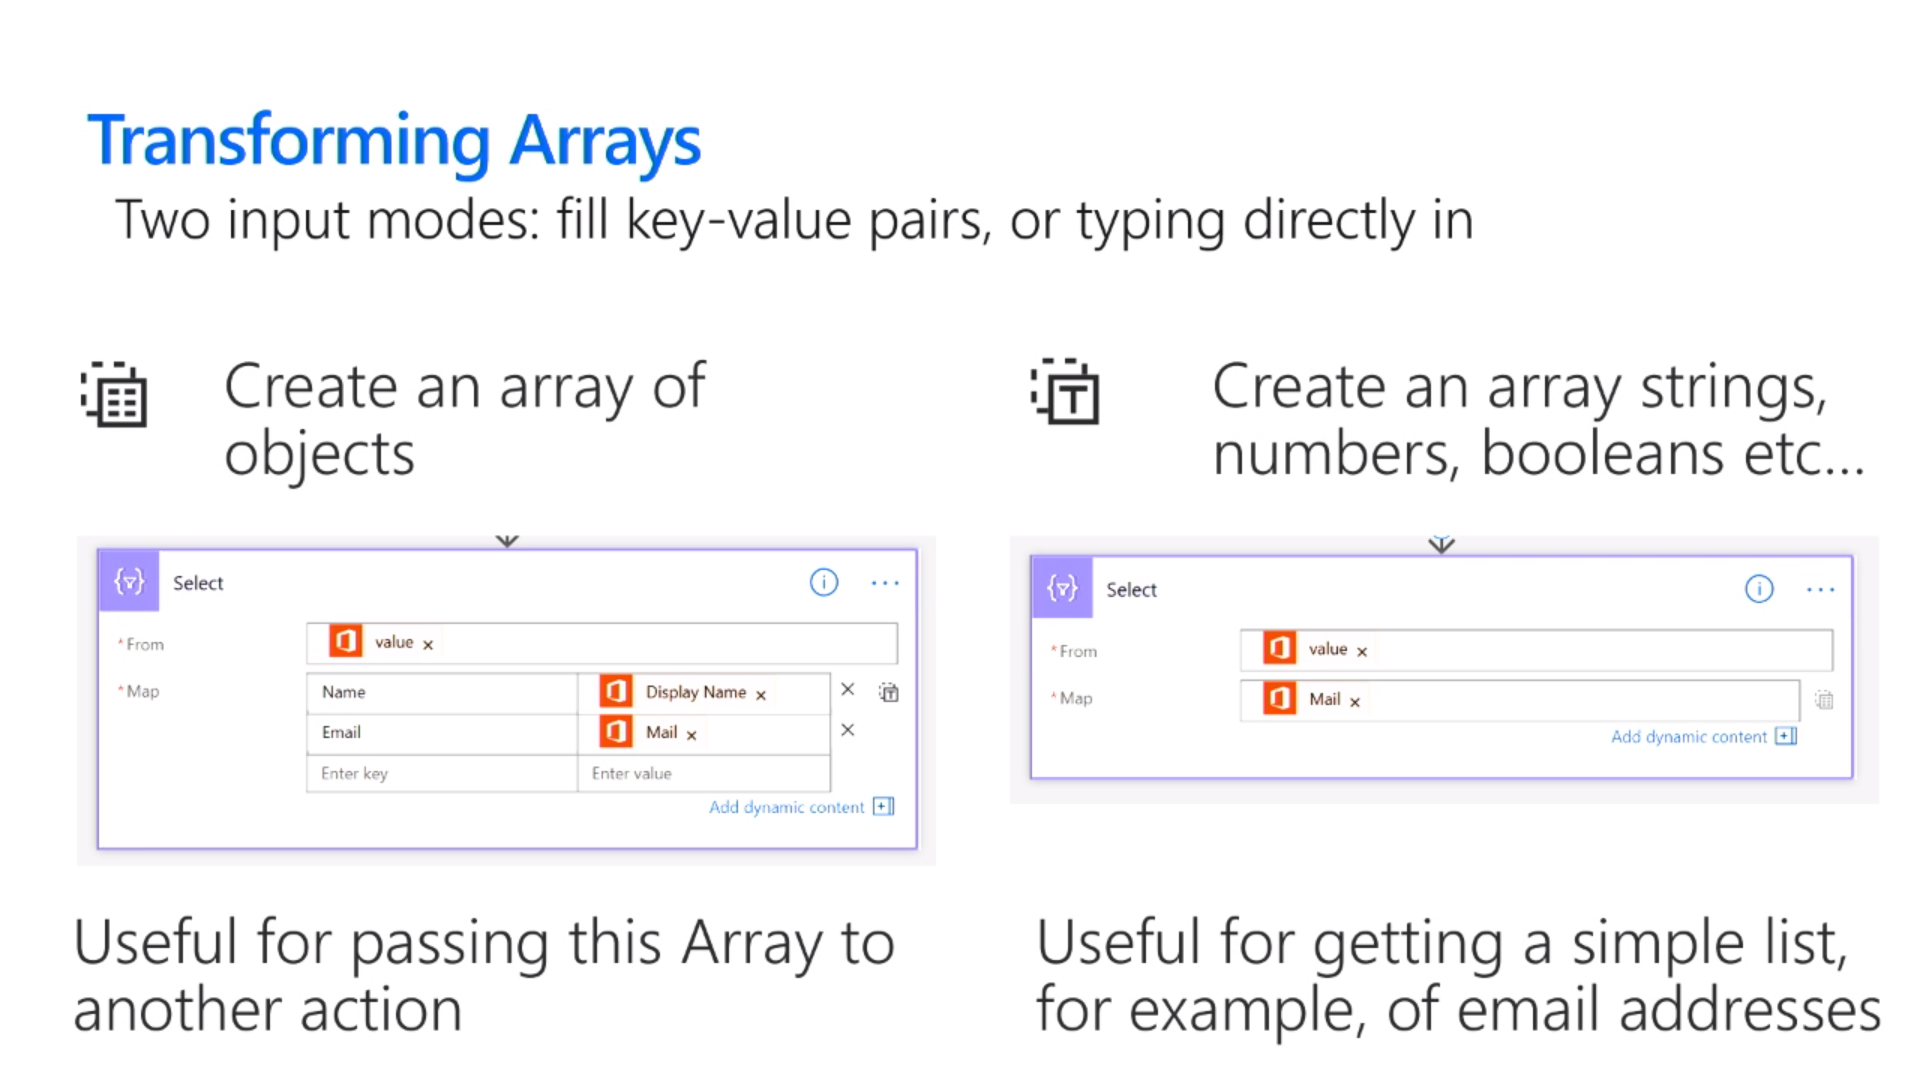 Transforming Arrays
Two input modes: fill key-value pairs, or typing directly in
Create an array of
objects
Select
* From
value ×
* Map
Name
Display Name ×
Email
Mail ×
Enter key
Enter value
Add dynamic content
Useful for passing this Array to
another action
T
Create an array strings,
numbers, booleans etc...
Select
* From
value ×
* Map
Mail ×
Add dynamic content
Useful for getting a simple list,
for example, of email addresses